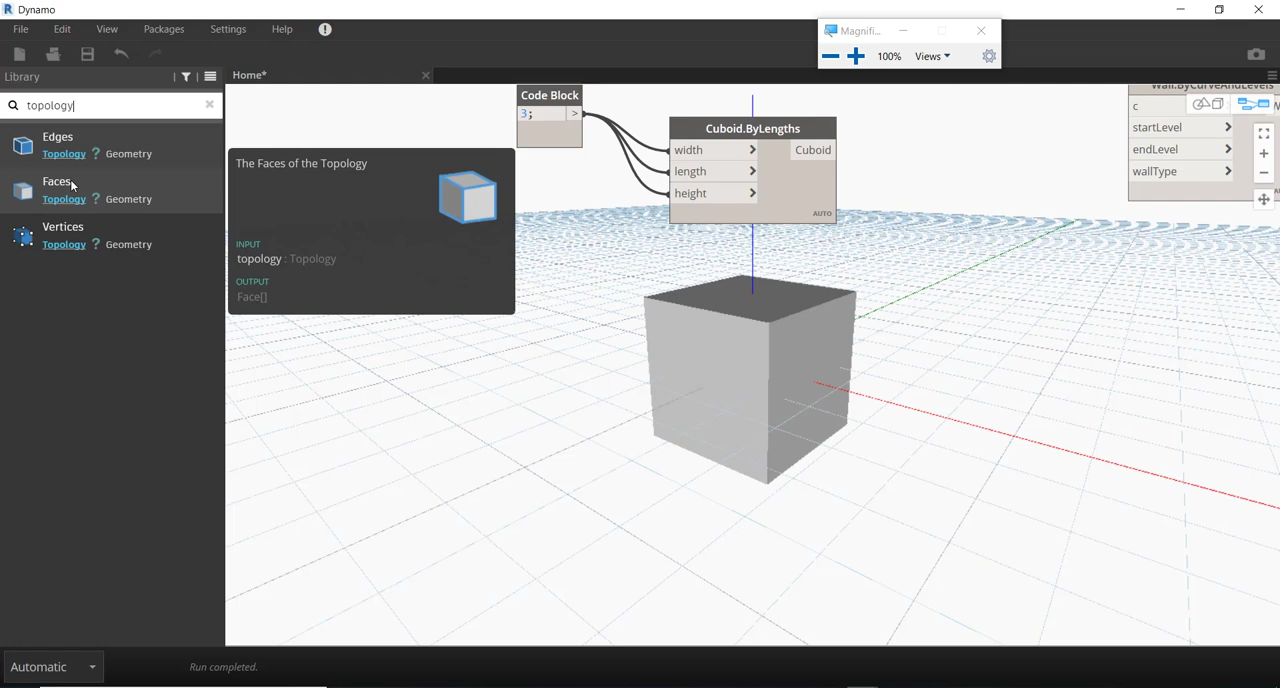 Dynamo
File Edit View Packages Settings Help
Magnifi...
100% Views
Library
Home*
topology
Edges
Topology ? Geometry
Faces
Topology ? Geometry
Vertices
Topology ? Geometry
The Faces of the Topology
INPUT
topology : Topology
OUTPUT
Face[]
Code Block
3; >
Cuboid.ByLengths
width > Cuboid
length >
height >
AUTO
Wall.ByCurveAndLevels
c
startLevel >
endLevel >
wallType >
Automatic
Run completed.